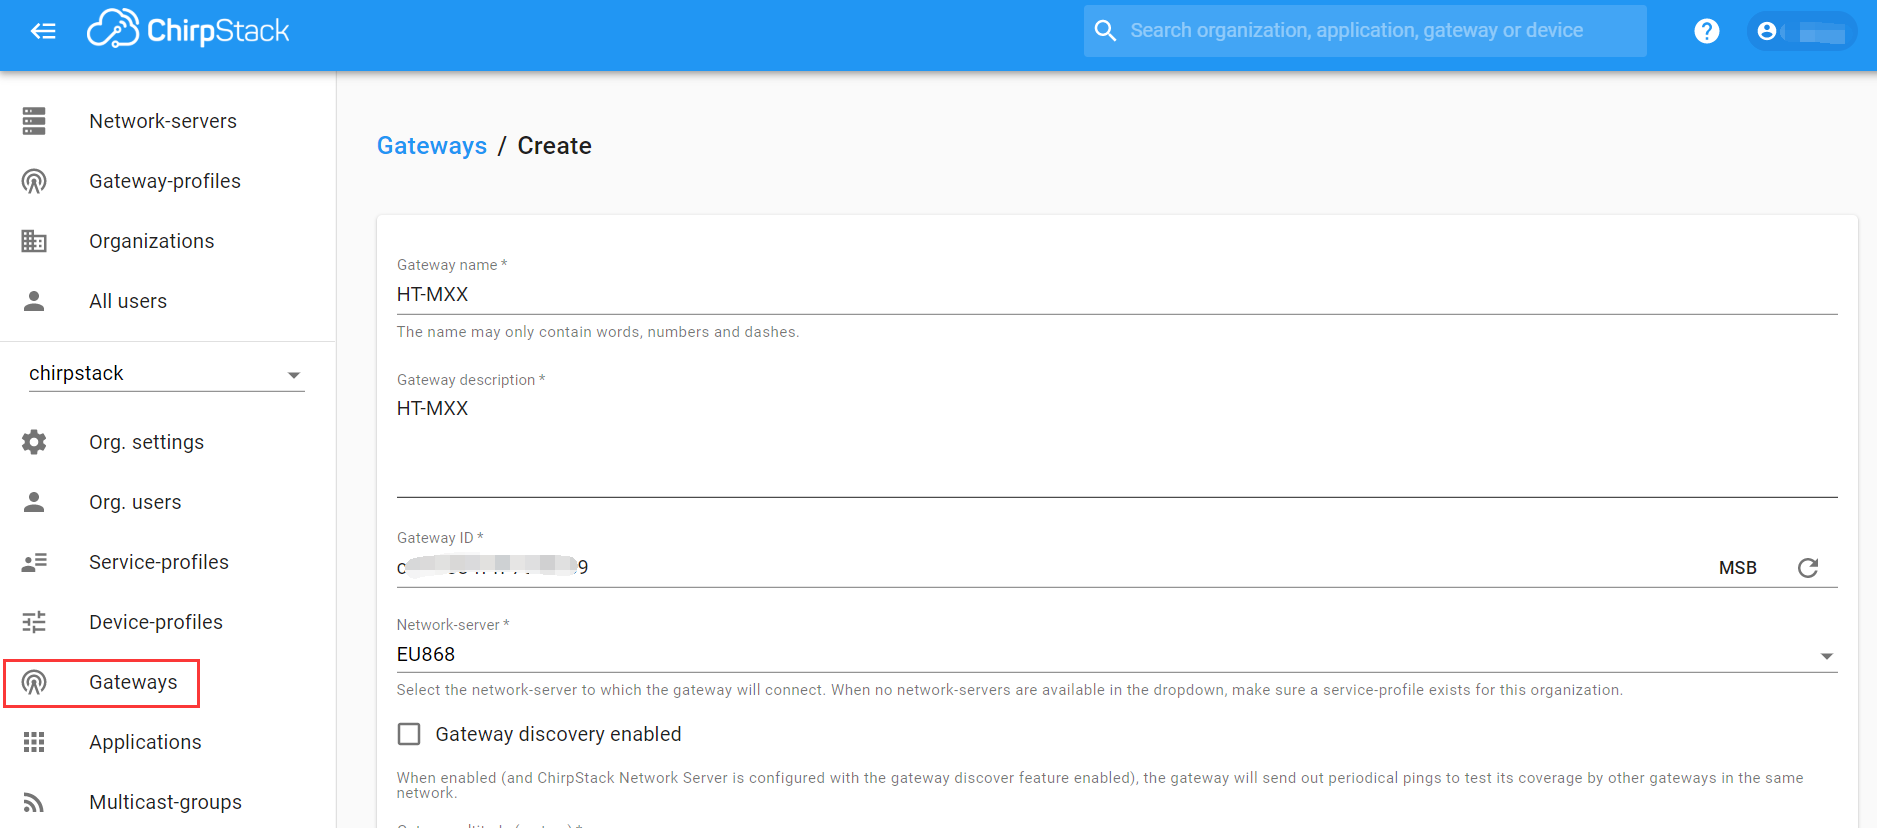 ChirpStack
Search organization, application, gateway or device
Network-servers
Gateway-profiles
Organizations
All users
chirpstack
Org. settings
Org. users
Service-profiles
Device-profiles
Gateways
Applications
Multicast-groups
Gateways / Create
Gateway name *
HT-MXX
The name may only contain words, numbers and dashes.
Gateway description *
HT-MXX
Gateway ID *
MSB
Network-server *
EU868
Select the network-server to which the gateway will connect. When no network-servers are available in the dropdown, make sure a service-profile exists for this organization.
Gateway discovery enabled
When enabled (and ChirpStack Network Server is configured with the gateway discover feature enabled), the gateway will send out periodical pings to test its coverage by other gateways in the same
network.